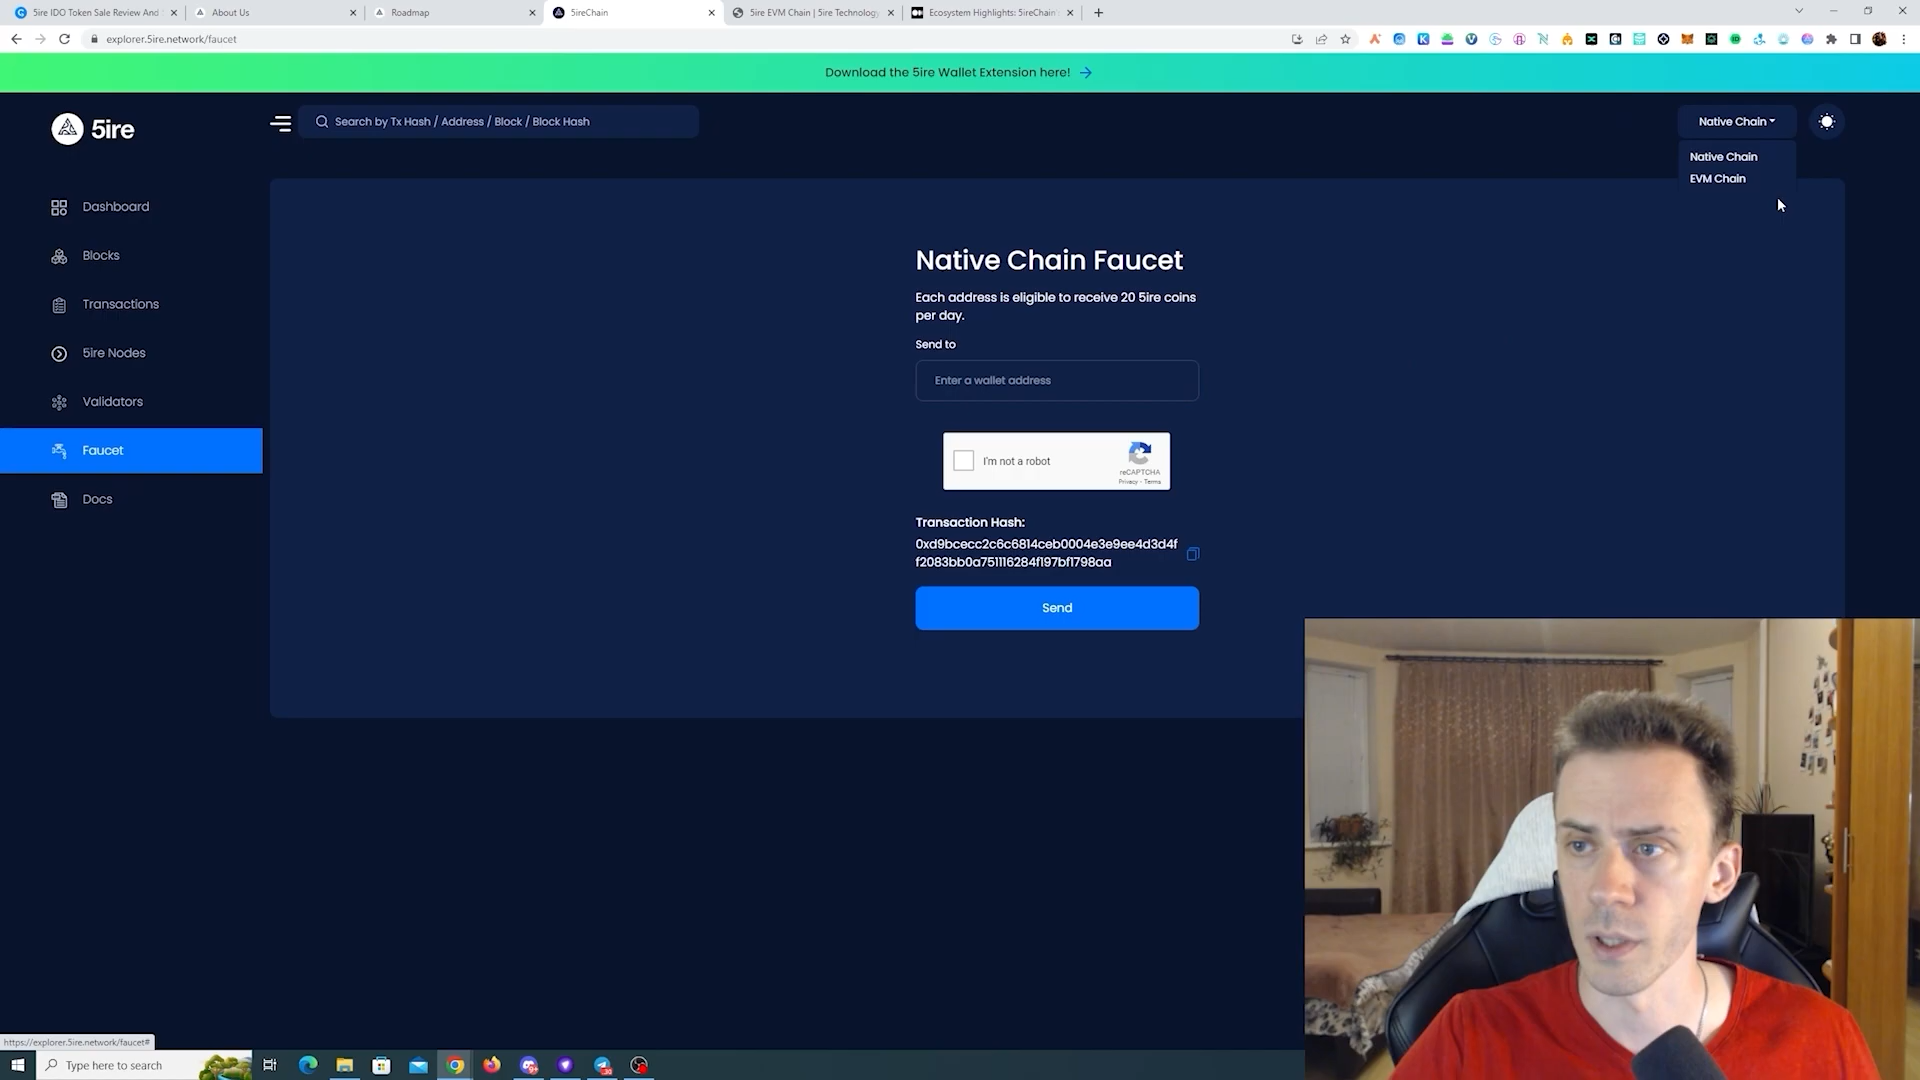 5ire IDO Token Sale Review And
About Us
Roadmap
5ireChain
5ire EVM Chain | 5ire Technology
Ecosystem Highlights: 5ireChain'
explorer.5ire.network/faucet
Download the 5ire Wallet Extension here!
5ire
Search by Tx Hash / Address / Block / Block Hash
Native Chain
Native Chain
EVM Chain
Dashboard
Blocks
Transactions
5ire Nodes
Validators
Faucet
Docs
Native Chain Faucet
Each address is eligible to receive 20 5ire coins
per day.
Send to
Enter a wallet address
I'm not a robot
reCAPTCHA
Privacy - Terms
Transaction Hash:
0xd9bcecc2c6c6814ceb0004e3e9ee4d3d4f
f2083bb0a751116284f197bf1798aa
Send
https://explorer.5ire.network/faucet#
Type here to search